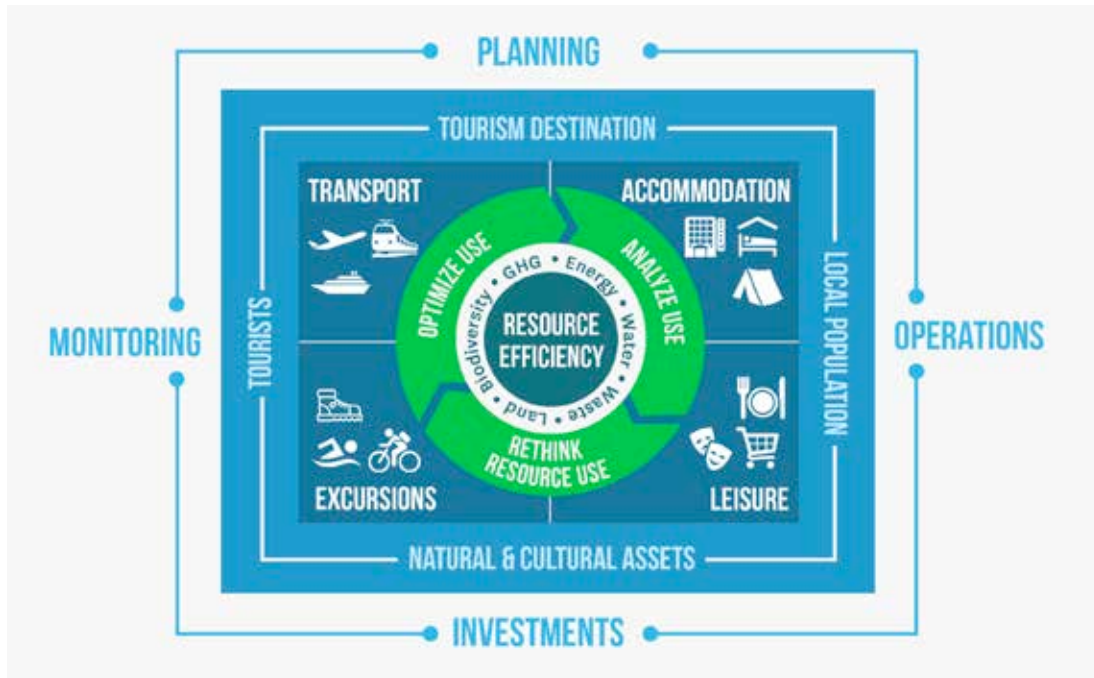 PLANNING
TOURISM DESTINATION
TRANSPORT
ACCOMMODATION
OPTIMIZE USE
ANALYZE USE
GHG • Energy • Water • Waste • Land • Biodiversity •
RESOURCE
EFFICIENCY
MONITORING
TOURISTS
LOCAL POPULATION
OPERATIONS
RETHINK
RESOURCE USE
EXCURSIONS
LEISURE
NATURAL & CULTURAL ASSETS
INVESTMENTS